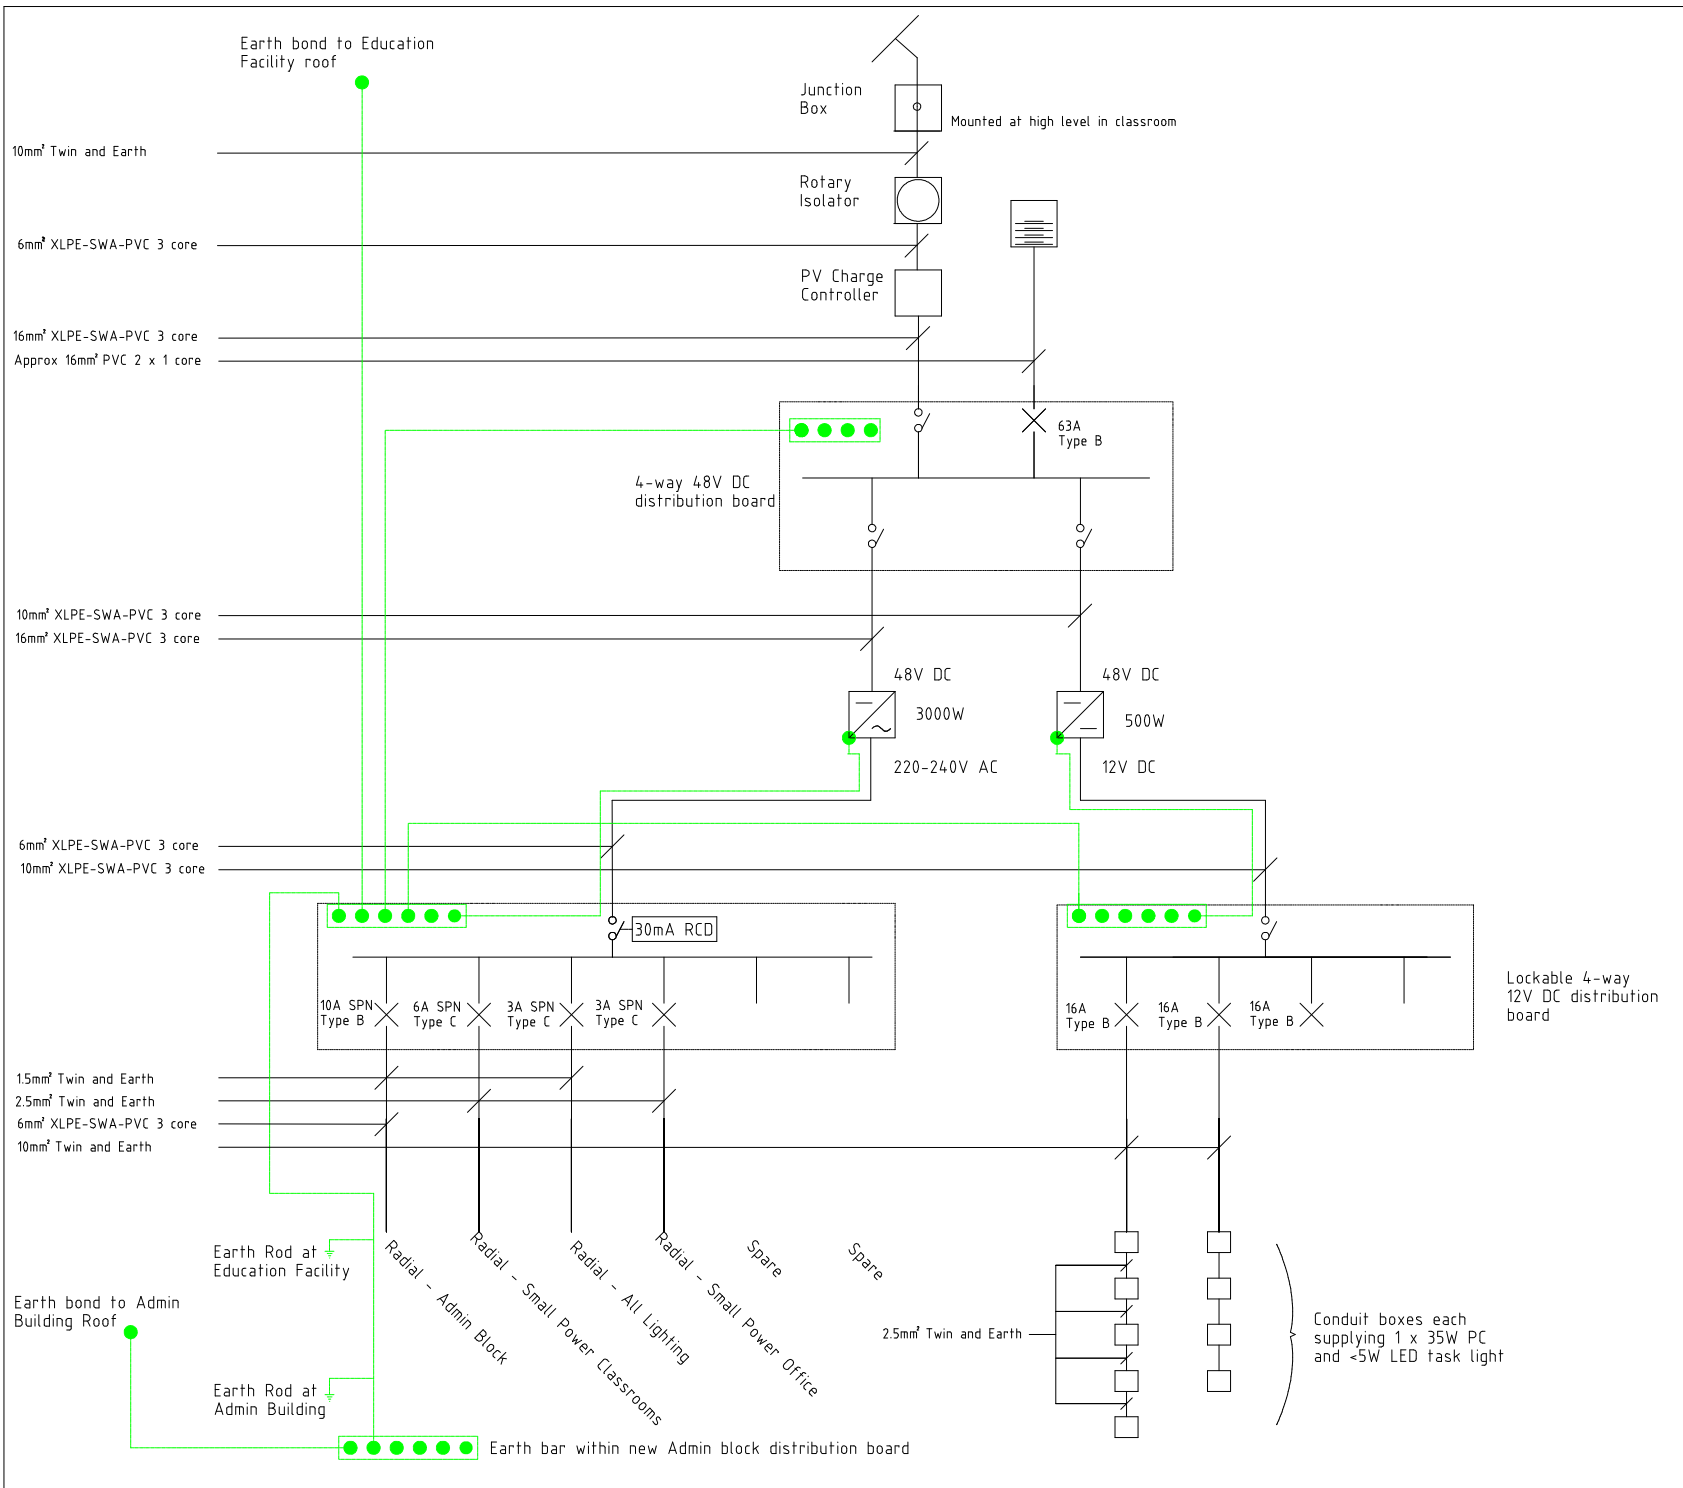 Earth bond to Education
Facility roof
Junction
Box
Mounted at high level in classroom
10mm² Twin and Earth
Rotary
Isolator
6mm² XLPE-SWA-PVC 3 core
PV Charge
Controller
16mm² XLPE-SWA-PVC 3 core
Approx 16mm² PVC 2 x 1 core
63A
Type B
4-way 48V DC
distribution board
10mm² XLPE-SWA-PVC 3 core
16mm² XLPE-SWA-PVC 3 core
48V DC
3000W
220-240V AC
48V DC
500W
12V DC
6mm² XLPE-SWA-PVC 3 core
10mm² XLPE-SWA-PVC 3 core
30mA RCD
10A SPN
Type B
6A SPN
Type C
3A SPN
Type C
3A SPN
Type C
16A
Type B
16A
Type B
16A
Type B
Lockable 4-way
12V DC distribution
board
1.5mm² Twin and Earth
2.5mm² Twin and Earth
6mm² XLPE-SWA-PVC 3 core
10mm² Twin and Earth
Radial - Admin Block
Radial - Small Power Classrooms
Radial - All Lighting
Radial - Small Power Office
Spare
Spare
Earth Rod at
Education Facility
Earth bond to Admin
Building Roof
2.5mm² Twin and Earth
Conduit boxes each
supplying 1 x 35W PC
and <5W LED task light
Earth Rod at
Admin Building
Earth bar within new Admin block distribution board